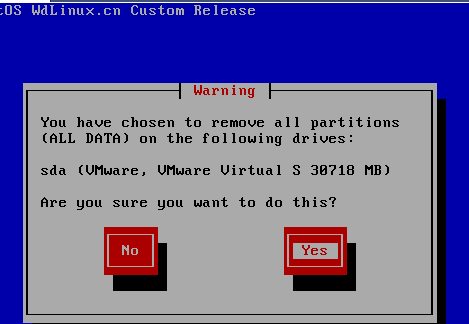 tOS WdLinux.cn Custom Release
Warning
You have chosen to remove all partitions
(ALL DATA) on the following drives:
sda (VMware, VMware Virtual S 30718 MB)
Are you sure you want to do this?
No Yes